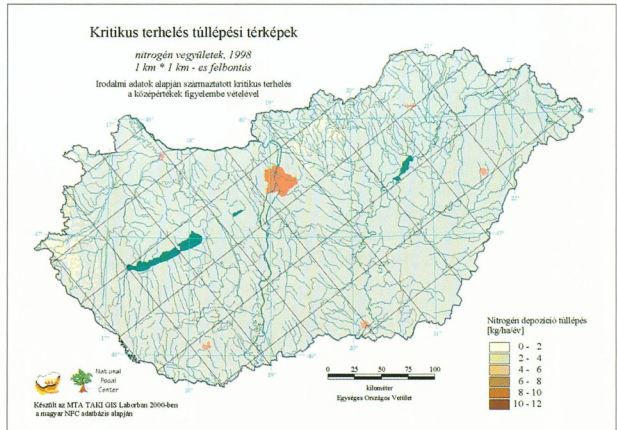 Kritikus terhelés túllépési térképek
nitrogén vegyületek, 1998
1 km * 1 km - es felbontás
Irodalmi adatok alapján származtatott kritikus terhelés
a középértékek figyelembe vételével
Nitrogén depozíció túllépés
[kg/ha/év]
0 - 2
2 - 4
4 - 6
6 - 8
8 - 10
10 - 12
0 25 50 75 100
kilométer
Egységes Országos Vetület
National
Focal
Center
Készült az MTA TAKI GIS Laborban 2000-ben
a magyar NFC adatbázis alapján